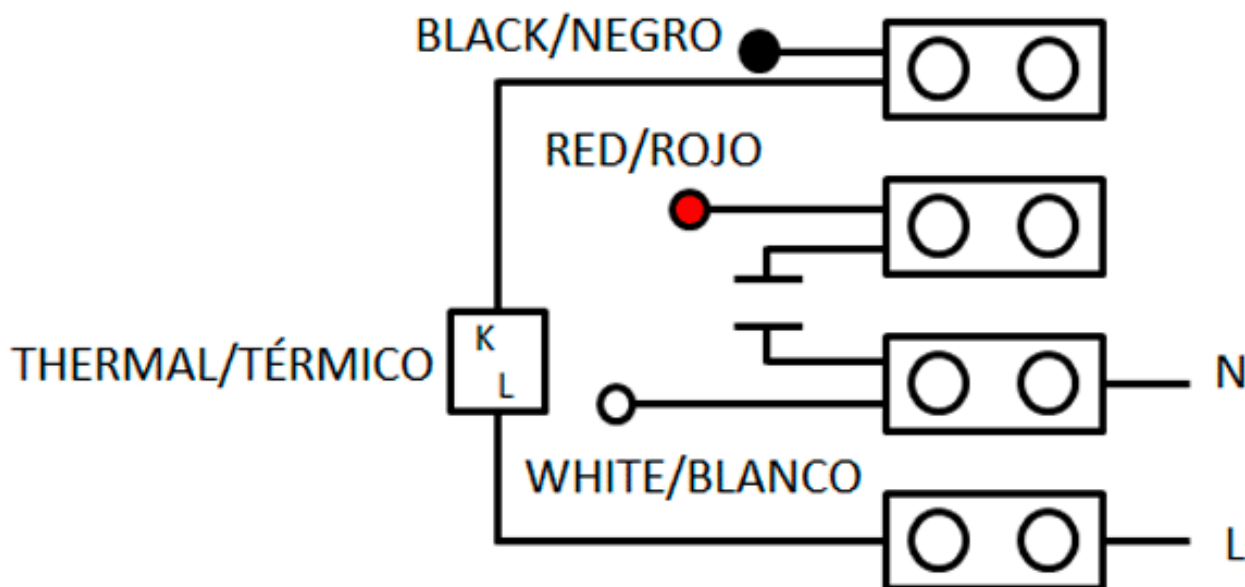 BLACK/NEGRO
RED/ROJO
K
THERMAL/TÉRMICO
L
N
WHITE/BLANCO
L